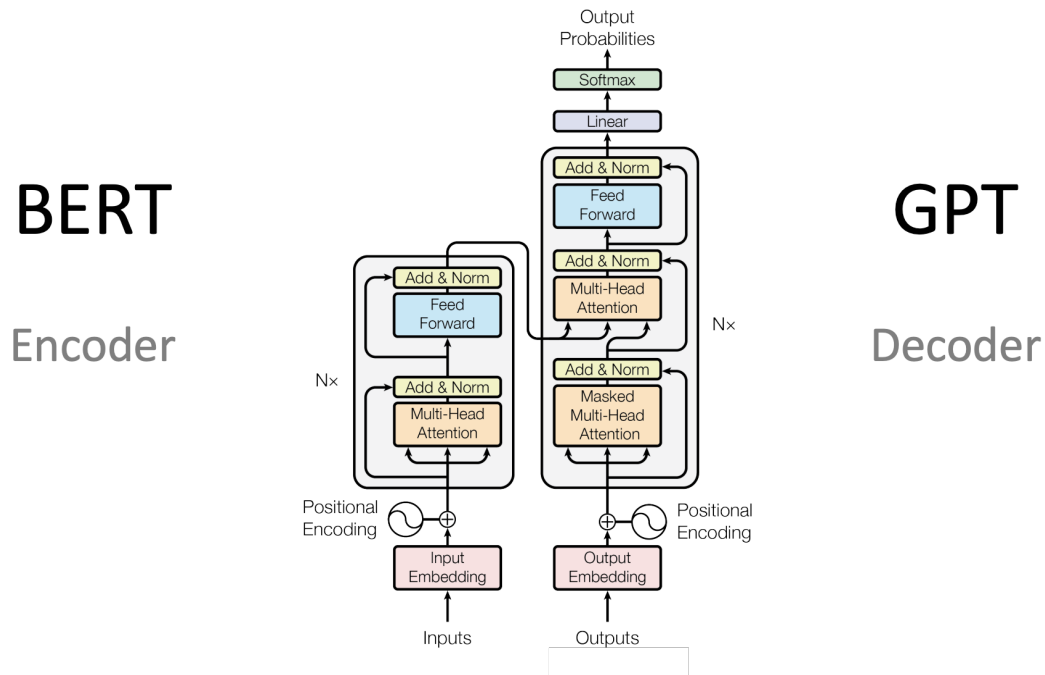 Output
Probabilities
Softmax
Linear
Add & Norm
Feed
Forward
Add & Norm
Multi-Head
Attention
Add & Norm
Masked
Multi-Head
Attention
N×
Positional
Encoding
Output
Embedding
Outputs
BERT
Encoder
Add & Norm
Feed
Forward
Add & Norm
Multi-Head
Attention
N×
Positional
Encoding
Input
Embedding
Inputs
GPT
Decoder